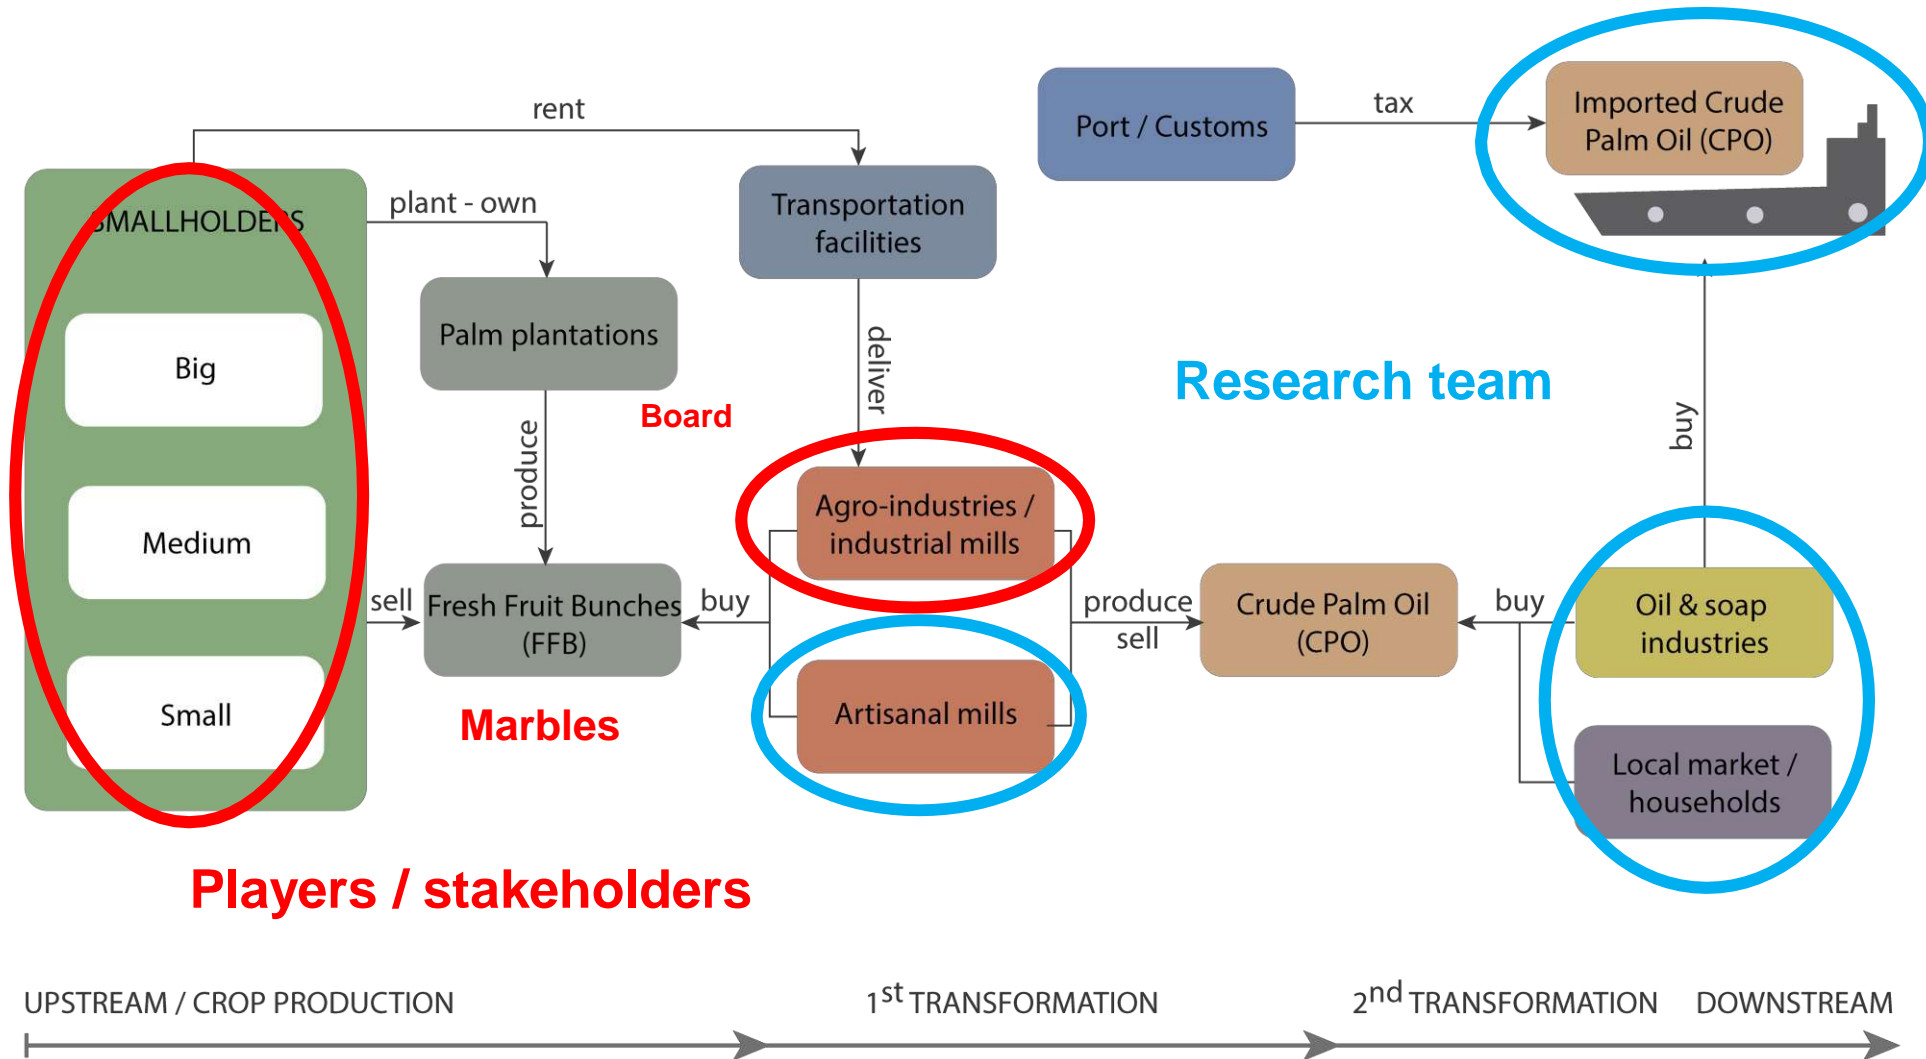 rent
Port / Customs
tax
Imported Crude
Palm Oil (CPO)
SMALLHOLDERS
plant - own
Transportation
facilities
Big
Palm plantations
deliver
Research team
Board
buy
produce
Medium
Agro-industries /
industrial mills
sell
Fresh Fruit Bunches
(FFB)
buy
produce
sell
Crude Palm Oil
(CPO)
buy
Oil & soap
industries
Small
Marbles
Artisanal mills
Local market /
households
Players / stakeholders
UPSTREAM / CROP PRODUCTION
1st TRANSFORMATION
2nd TRANSFORMATION
DOWNSTREAM